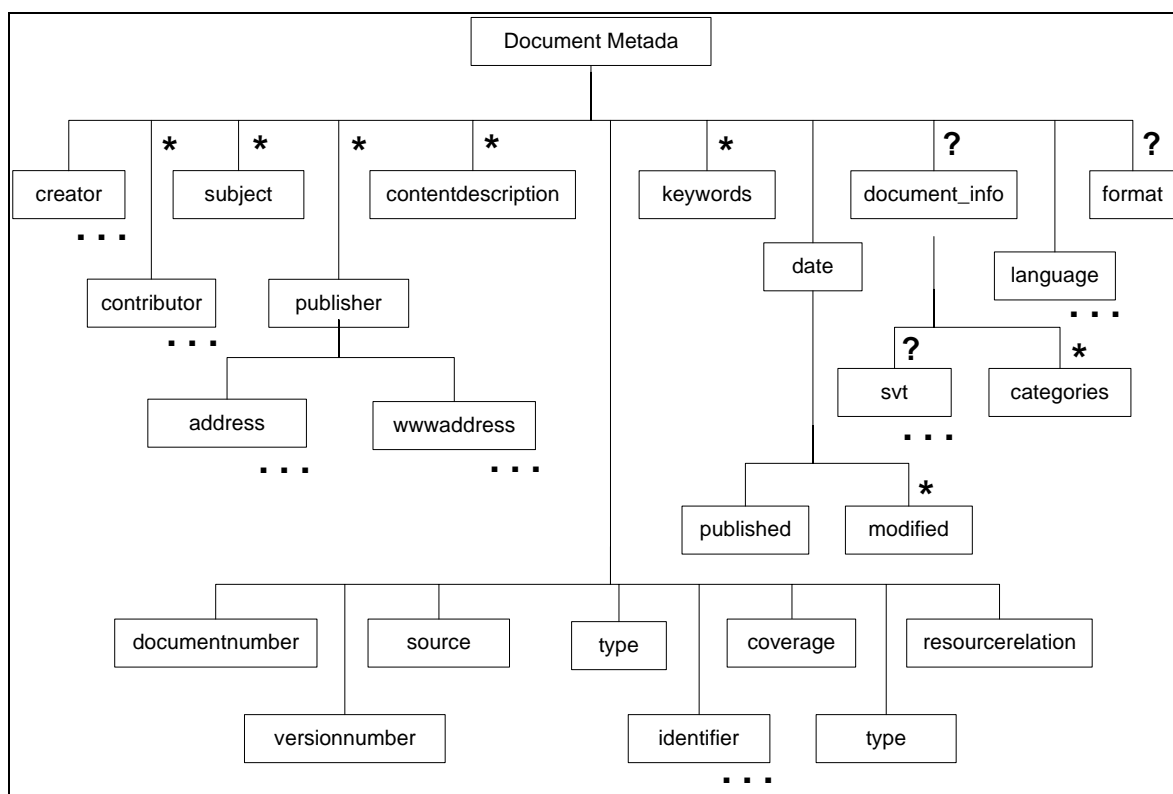 Document Metada
* * * * * ? ?
creator subject contentdescription keywords document_info format
. . .
date
contributor publisher language
. . . . . .
? *
svt categories
address wwwaddress
. . .
. . . . . .
*
published modified
documentnumber source type coverage resourcerelation
versionnumber identifier type
. . .